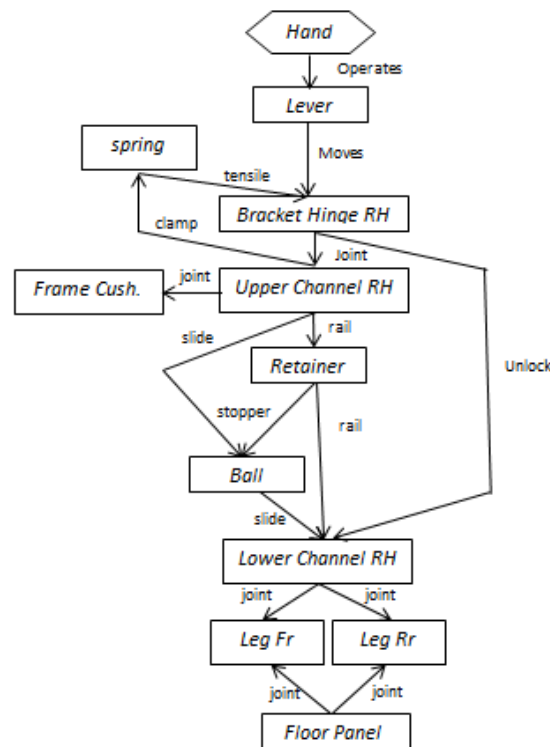 Hand
Operates
Lever
spring
Moves
tensile
Bracket Hinge RH
clamp
Joint
Frame Cush.
joint
Upper Channel RH
slide
rail
Retainer
Unlock
stopper
rail
Ball
slide
Lower Channel RH
joint
joint
Leg Fr
Leg Rr
joint
joint
Floor Panel